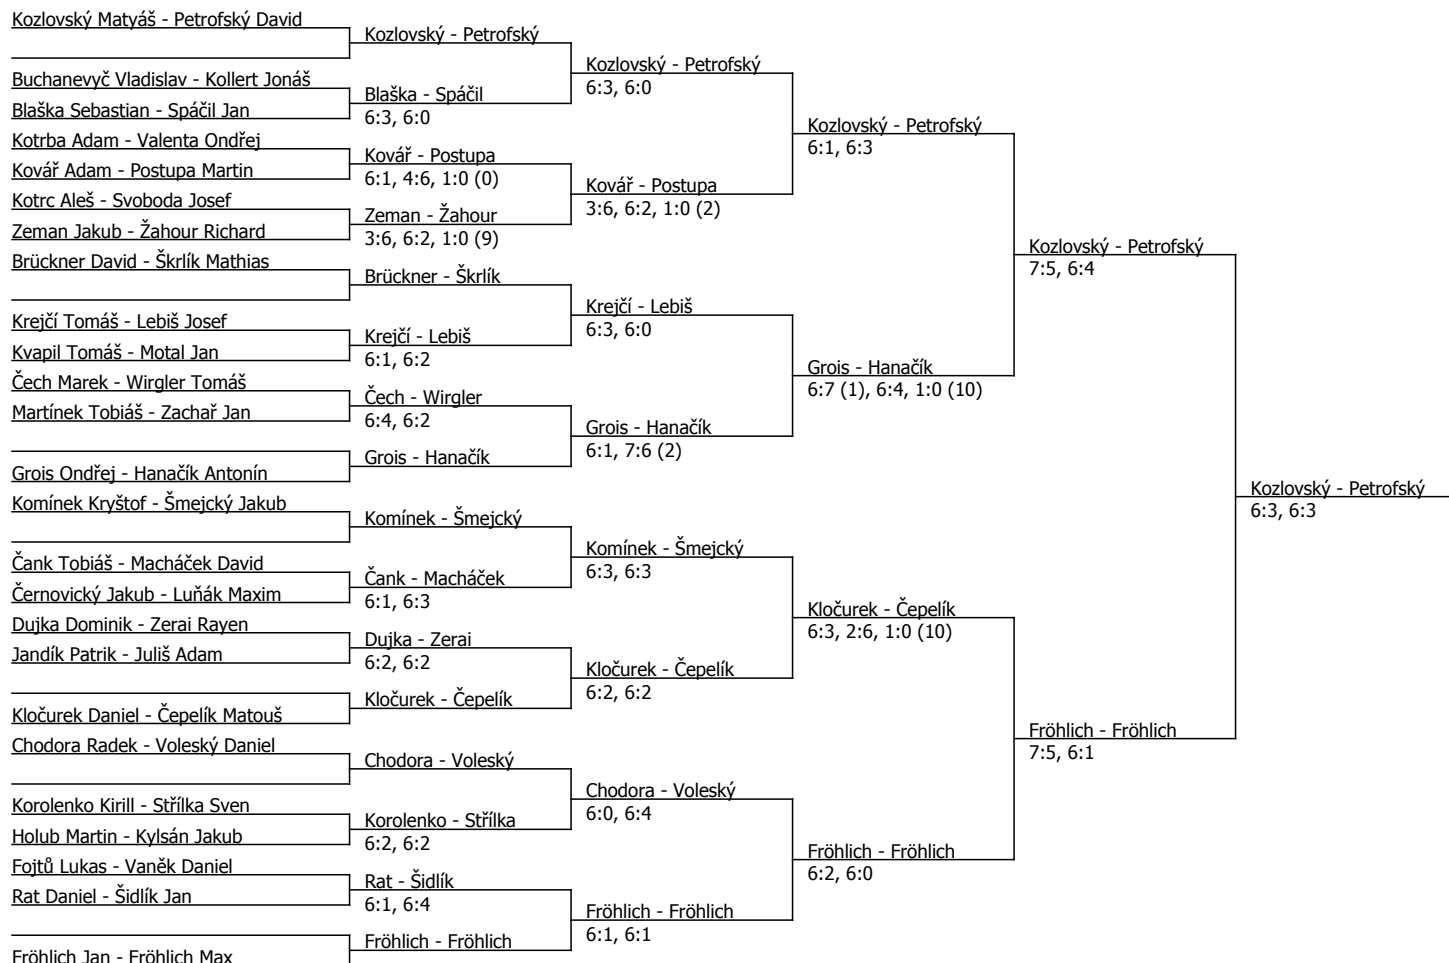 Kozlovský Matyáš - Petrofský David
Buchanevyč Vladislav - Kollert Jonáš
Blaška Sebastian - Spáčil Jan
Kotrba Adam - Valenta Ondřej
Kovář Adam - Postupa Martin
Kotrc Aleš - Svoboda Josef
Zeman Jakub - Žahour Richard
Brückner David - Škrlík Mathias
Krejčí Tomáš - Lebiš Josef
Kvapil Tomáš - Motal Jan
Čech Marek - Wirgler Tomáš
Martínek Tobiáš - Zachař Jan
Grois Ondřej - Hanačík Antonín
Komínek Kryštof - Šmejcký Jakub
Čank Tobiáš - Macháček David
Černovický Jakub - Luňák Maxim
Dujka Dominik - Zerai Rayen
Jandík Patrik - Juliš Adam
Kločurek Daniel - Čepelík Matouš
Chodora Radek - Voleský Daniel
Korolenko Kirill - Střílka Sven
Holub Martin - Kylsán Jakub
Fojtů Lukas - Vaněk Daniel
Rat Daniel - Šidlík Jan
Fröhlich Jan - Fröhlich Max
Kozlovský - Petrofský
Blaška - Spáčil
6:3, 6:0
Kovář - Postupa
6:1, 4:6, 1:0 (0)
Zeman - Žahour
3:6, 6:2, 1:0 (9)
Brückner - Škrlík
Krejčí - Lebiš
6:1, 6:2
Čech - Wirgler
6:4, 6:2
Grois - Hanačík
Komínek - Šmejcký
Čank - Macháček
6:1, 6:3
Dujka - Zerai
6:2, 6:2
Kločurek - Čepelík
Chodora - Voleský
Korolenko - Střílka
6:2, 6:2
Rat - Šidlík
6:1, 6:4
Fröhlich - Fröhlich
Kozlovský - Petrofský
6:3, 6:0
Kovář - Postupa
3:6, 6:2, 1:0 (2)
Krejčí - Lebiš
6:3, 6:0
Grois - Hanačík
6:1, 7:6 (2)
Komínek - Šmejcký
6:3, 6:3
Kločurek - Čepelík
6:2, 6:2
Chodora - Voleský
6:0, 6:4
Fröhlich - Fröhlich
6:1, 6:1
Kozlovský - Petrofský
6:1, 6:3
Grois - Hanačík
6:7 (1), 6:4, 1:0 (10)
Kločurek - Čepelík
6:3, 2:6, 1:0 (10)
Fröhlich - Fröhlich
6:2, 6:0
Kozlovský - Petrofský
7:5, 6:4
Fröhlich - Fröhlich
7:5, 6:1
Kozlovský - Petrofský
6:3, 6:3